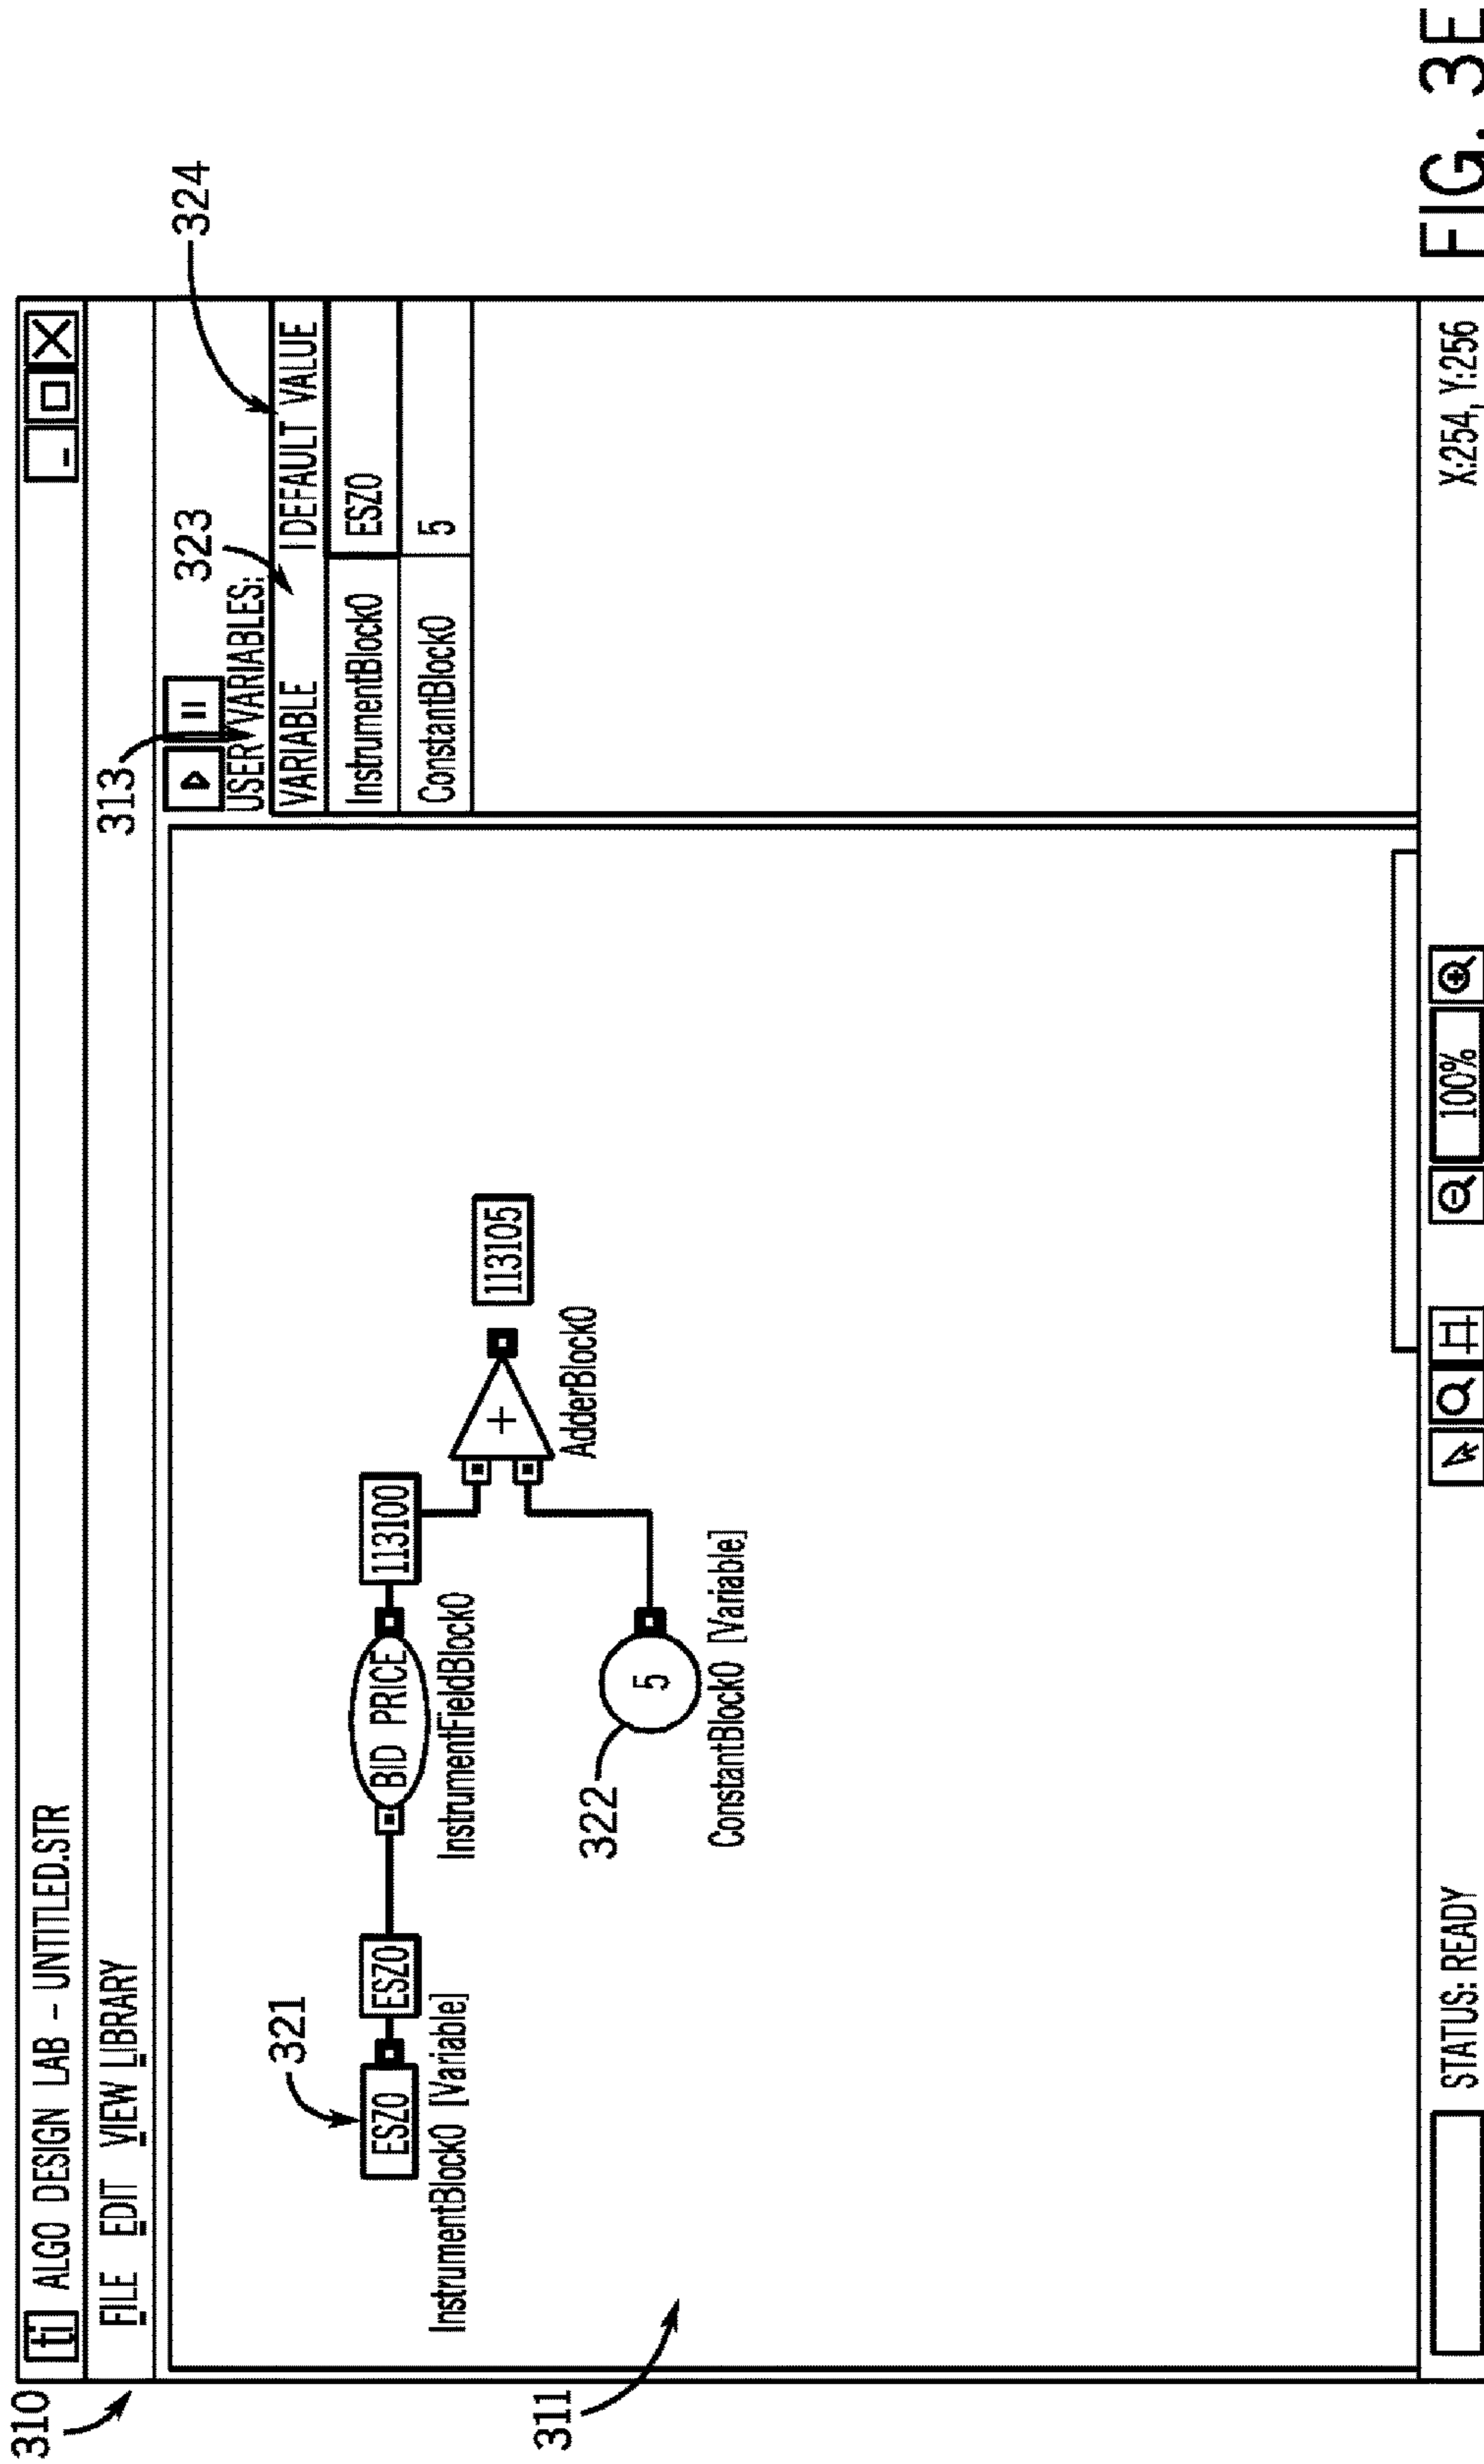 310
ti ALGO DESIGN LAB - UNTITLED.STR
FILE EDIT VIEW LIBRARY
313
323
324
USER VARIABLES:
VARIABLE DEFAULT VALUE
InstrumentBlock0 ESZ0
ConstantBlock0 5
321
ESZ0 ESZ0 BID PRICE 113100
InstrumentBlock0 [Variable] InstrumentFieldBlock0
+ 113105
AdderBlock0
322
5
ConstantBlock0 [Variable]
311
STATUS: READY 100% X:254, Y:256
FIG. 3E